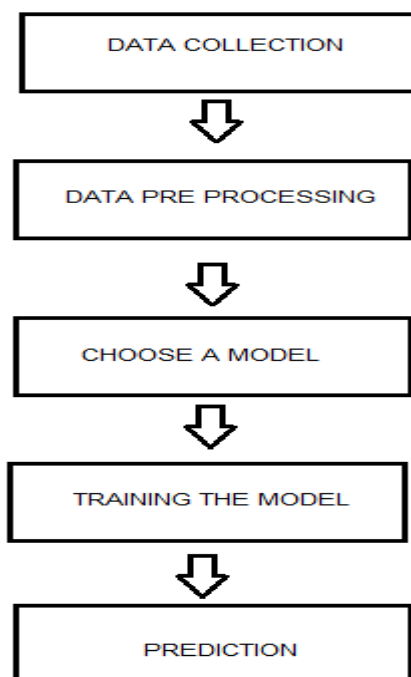 DATA COLLECTION
DATA PRE PROCESSING
CHOOSE A MODEL
TRAINING THE MODEL
PREDICTION